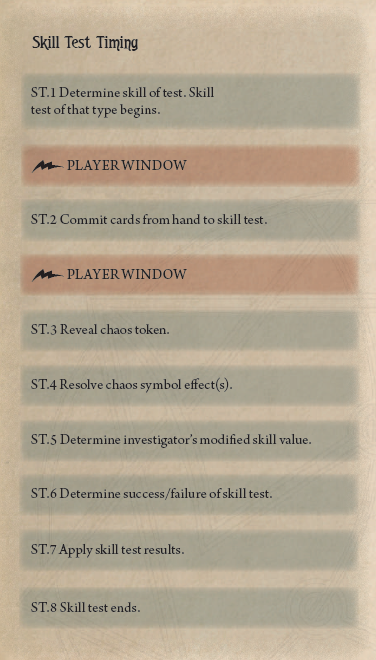 Skill Test Timing
ST.1 Determine skill of test. Skill
test of that type begins.
PLAYER WINDOW
ST.2 Commit cards from hand to skill test.
PLAYER WINDOW
ST.3 Reveal chaos token.
ST.4 Resolve chaos symbol effect(s).
ST.5 Determine investigator's modified skill value.
ST.6 Determine success/failure of skill test.
ST.7 Apply skill test results.
ST.8 Skill test ends.